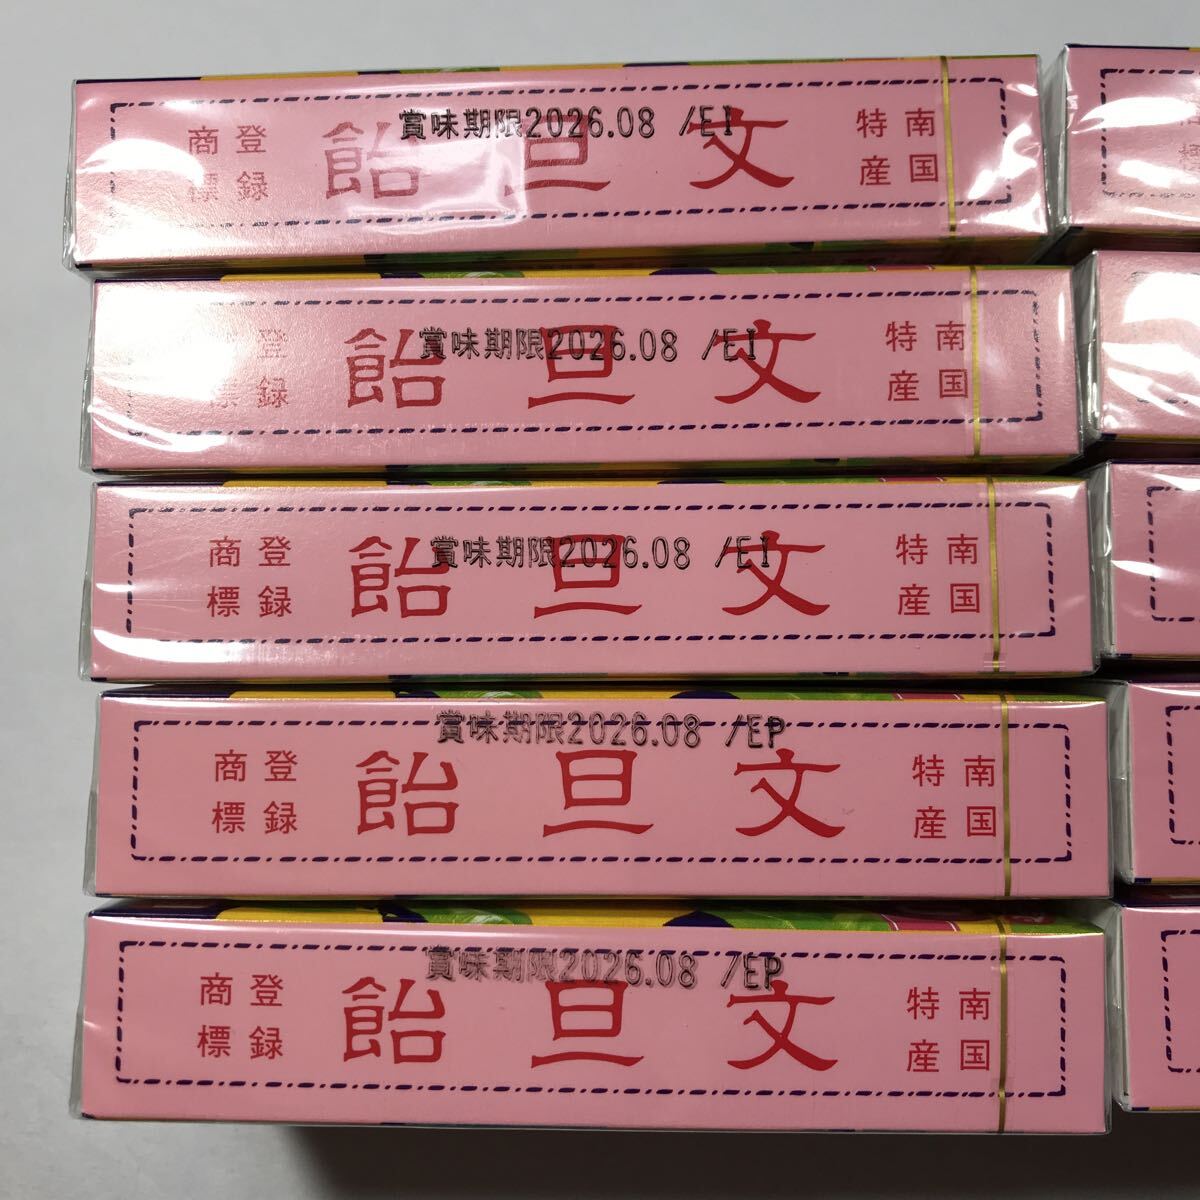 賞味期限2026.08 /EI
南国
特産
文旦飴
登録
商標
賞味期限2026.08 /EI
南国
特産
文旦飴
登録
商標
賞味期限2026.08 /EI
南国
特産
文旦飴
登録
商標
賞味期限2026.08 /EP
南国
特産
文旦飴
登録
商標
賞味期限2026.08 /EP
南国
特産
文旦飴
登録
商標